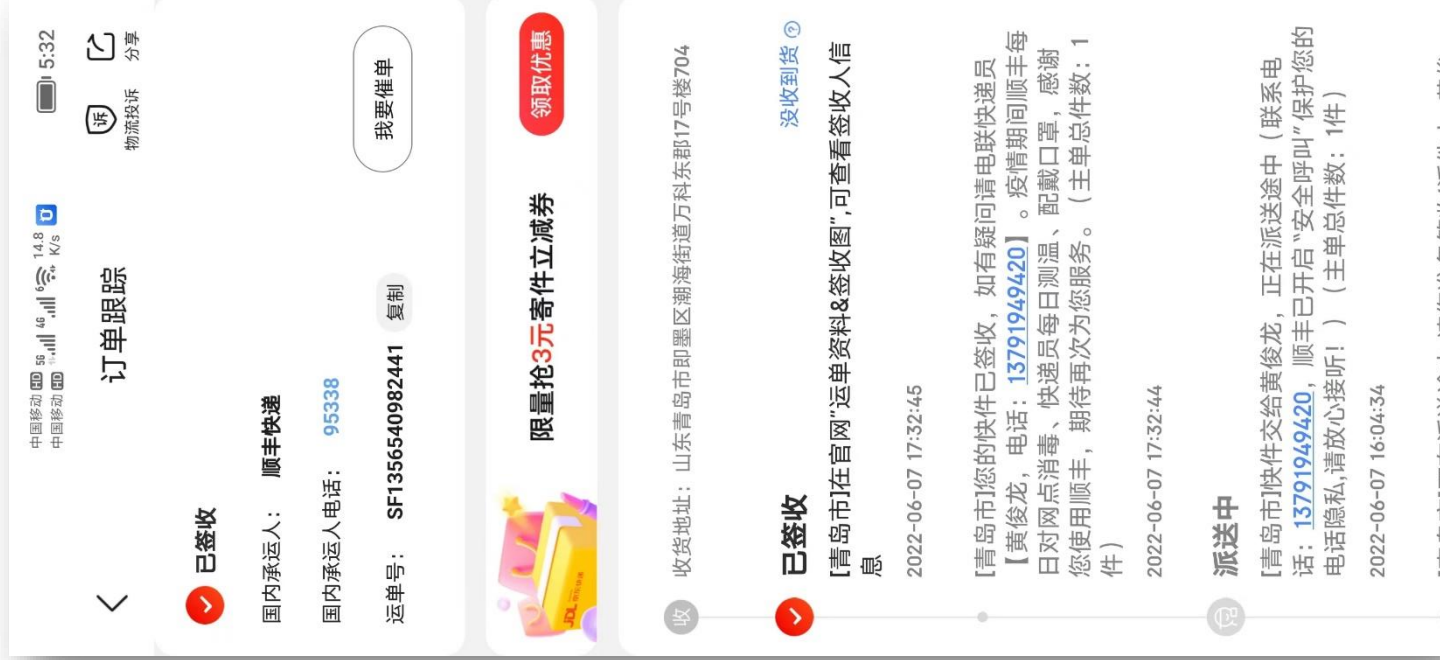 中国移动 HD 5G 4G 6 14.8 K/s 5:32
中国移动 HD
订单跟踪
诉
物流投诉
分享
已签收
国内承运人： 顺丰快递
国内承运人电话： 95338
运单号： SF1356540982441 复制
我要催单
JDL 京东快递
限量抢3元寄件立减券
领取优惠
收
收货地址：山东青岛市即墨区潮海街道万科东郡17号楼704
已签收
没收到货 ?
[青岛市]在官网"运单资料&签收图",可查看签收人信
息
2022-06-07 17:32:45
[青岛市]您的快件已签收，如有疑问请电联快递员
【黄俊龙，电话：13791949420】。疫情期间顺丰每
日对网点消毒、快递员每日测温、配戴口罩，感谢
您使用顺丰，期待再次为您服务。（主单总件数：1
件）
2022-06-07 17:32:44
派送中
[青岛市]快件交给黄俊龙，正在派送途中（联系电
话：13791949420，顺丰已开启"安全呼叫"保护您的
电话隐私,请放心接听！）（主单总件数：1件）
2022-06-07 16:04:34